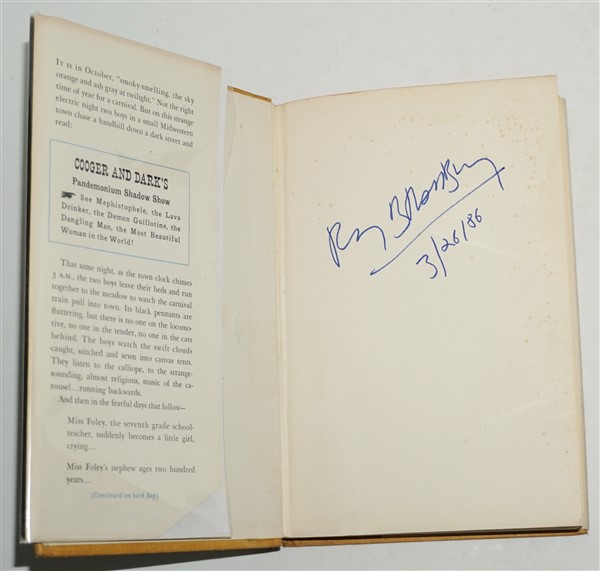 It is in October, "smoky-smelling, the sky
orange and ash gray at twilight." Not the right
time of year for a carnival. But on this strange
electric night two boys in a small Midwestern
town chase a handbill down a dark street and
read:
COOGER AND DARK'S
Pandemonium Shadow Show
☛ See Mephistophele, the Lava
Drinker, the Demon Guillotine, the
Dangling Man, the Most Beautiful
Woman in the World!
That same night, as the town clock chimes
3 A.M., the two boys leave their beds and run
together to the meadow to watch the carnival
train pull into town. Its black pennants are
fluttering, but there is no one on the locomo-
tive, no one in the tender, no one in the cars
behind. The boys watch the swift clouds
caught, stitched and sewn into canvas tents.
They listen to the calliope, to the strange-
sounding, almost religious, music of the ca-
rousel...running backwards.
And then in the fearful days that follow—
Miss Foley, the seventh grade school-
teacher, suddenly becomes a little girl,
crying...
Miss Foley's nephew ages two hundred
years...
(Continued on back flap)
Ray Bradbury
3/26/86